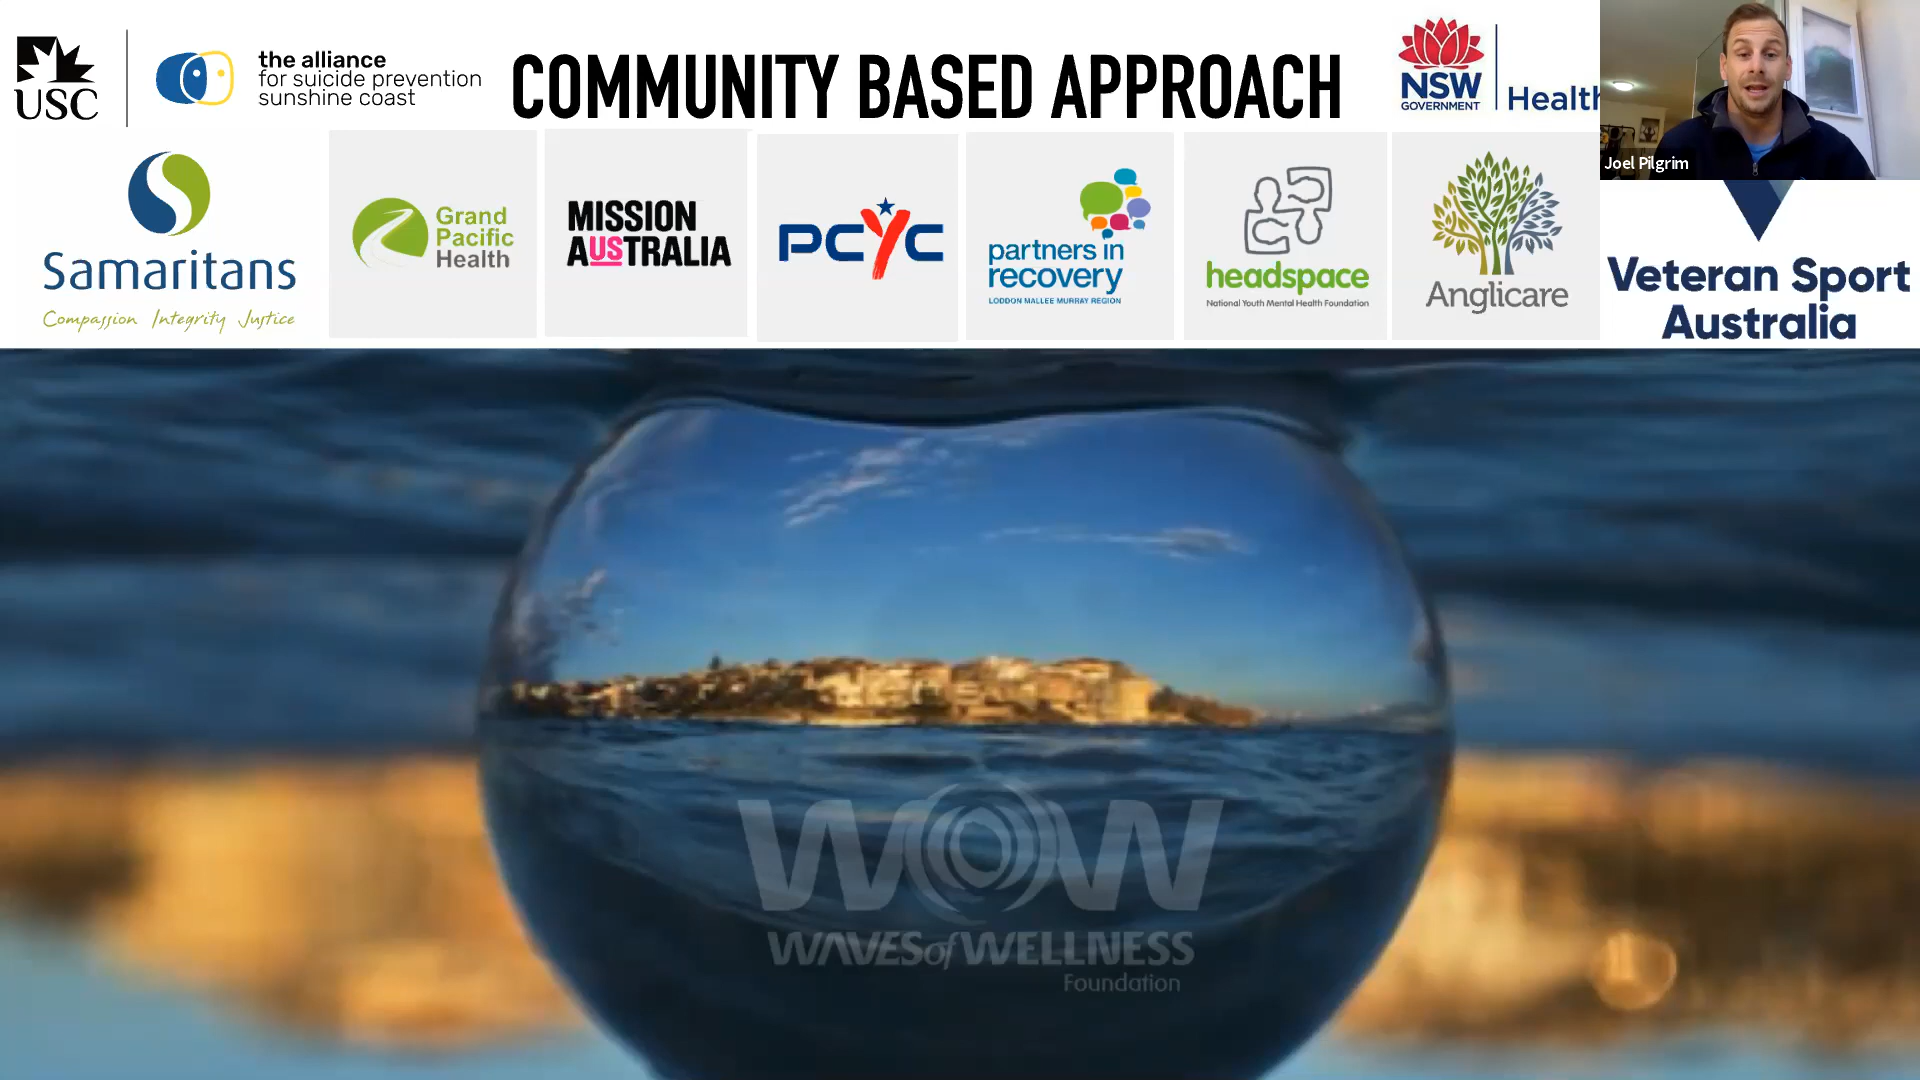 USC
the alliance
for suicide prevention
sunshine coast
COMMUNITY BASED APPROACH
NSW
GOVERNMENT
Health
Joel Pilgrim
Samaritans
Compassion Integrity Justice
Grand
Pacific
Health
MISSION
AUSTRALIA
PCYC
partners in
recovery
LODDON MALLEE MURRAY REGION
headspace
National Youth Mental Health Foundation
Anglicare
Veteran Sport
Australia
WOW
WAVES of WELLNESS
Foundation